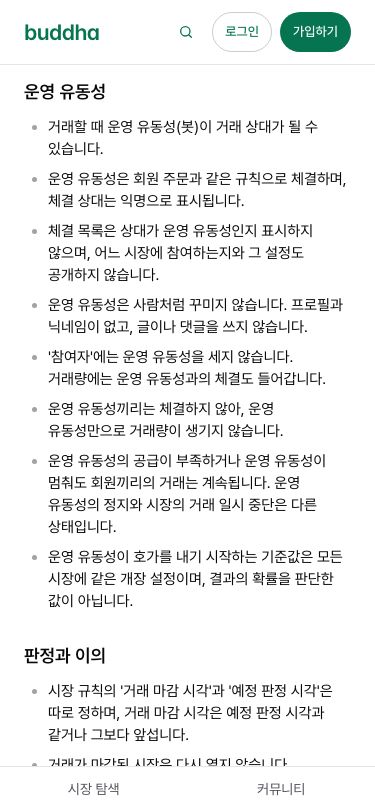 buddha
로그인
가입하기
운영 유동성
거래할 때 운영 유동성(봇)이 거래 상대가 될 수
있습니다.
운영 유동성은 회원 주문과 같은 규칙으로 체결하며,
체결 상대는 익명으로 표시됩니다.
체결 목록은 상대가 운영 유동성인지 표시하지
않으며, 어느 시장에 참여하는지와 그 설정도
공개하지 않습니다.
운영 유동성은 사람처럼 꾸미지 않습니다. 프로필과
닉네임이 없고, 글이나 댓글을 쓰지 않습니다.
'참여자'에는 운영 유동성을 세지 않습니다.
거래량에는 운영 유동성과의 체결도 들어갑니다.
운영 유동성끼리는 체결하지 않아, 운영
유동성만으로 거래량이 생기지 않습니다.
운영 유동성의 공급이 부족하거나 운영 유동성이
멈춰도 회원끼리의 거래는 계속됩니다. 운영
유동성의 정지와 시장의 거래 일시 중단은 다른
상태입니다.
운영 유동성이 호가를 내기 시작하는 기준값은 모든
시장에 같은 개장 설정이며, 결과의 확률을 판단한
값이 아닙니다.
판정과 이의
시장 규칙의 '거래 마감 시각'과 '예정 판정 시각'은
따로 정하며, 거래 마감 시각은 예정 판정 시각과
같거나 그보다 앞섭니다.
거래가 마감된 시장은 다시 열지 않습니다.
시장 탐색
커뮤니티